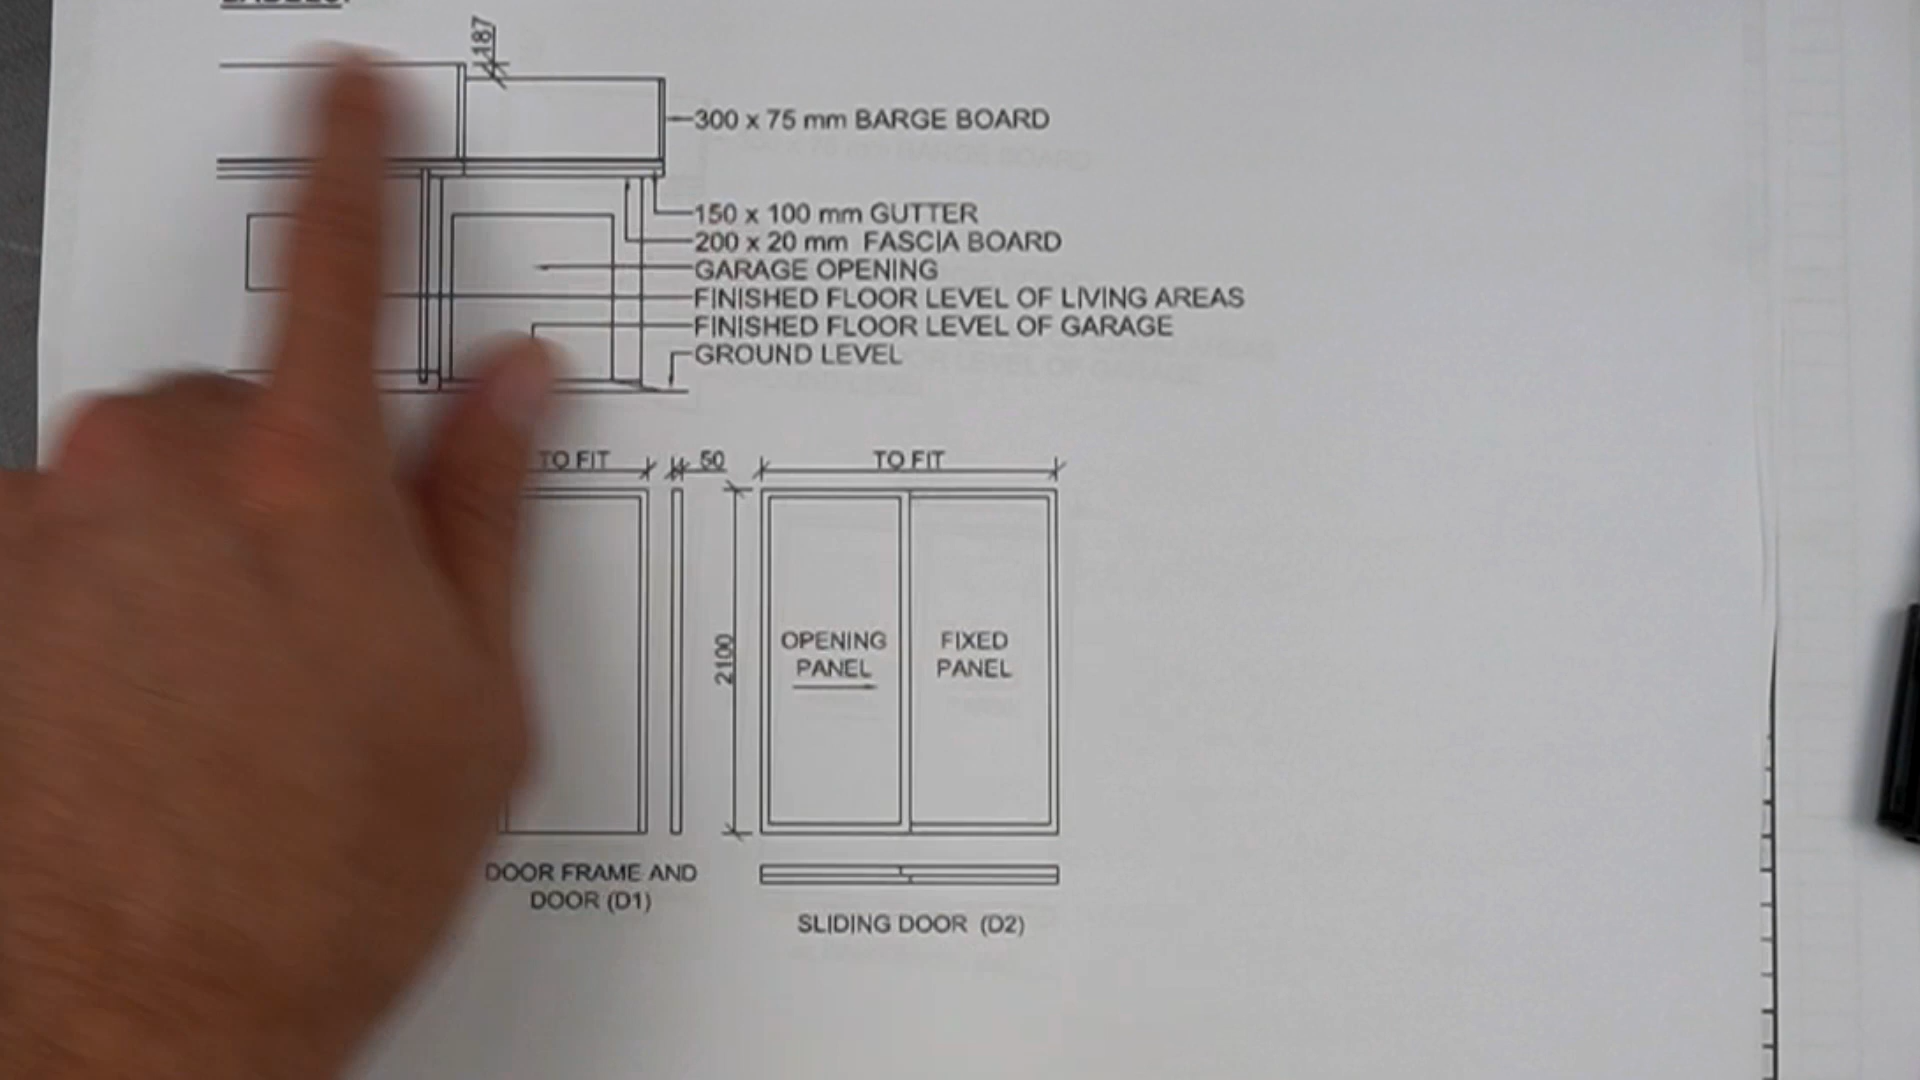 187
300 x 75 mm BARGE BOARD
150 x 100 mm GUTTER
200 x 20 mm FASCIA BOARD
GARAGE OPENING
FINISHED FLOOR LEVEL OF LIVING AREAS
FINISHED FLOOR LEVEL OF GARAGE
GROUND LEVEL
TO FIT
50
TO FIT
2100
OPENING
PANEL
FIXED
PANEL
DOOR FRAME AND
DOOR (D1)
SLIDING DOOR (D2)